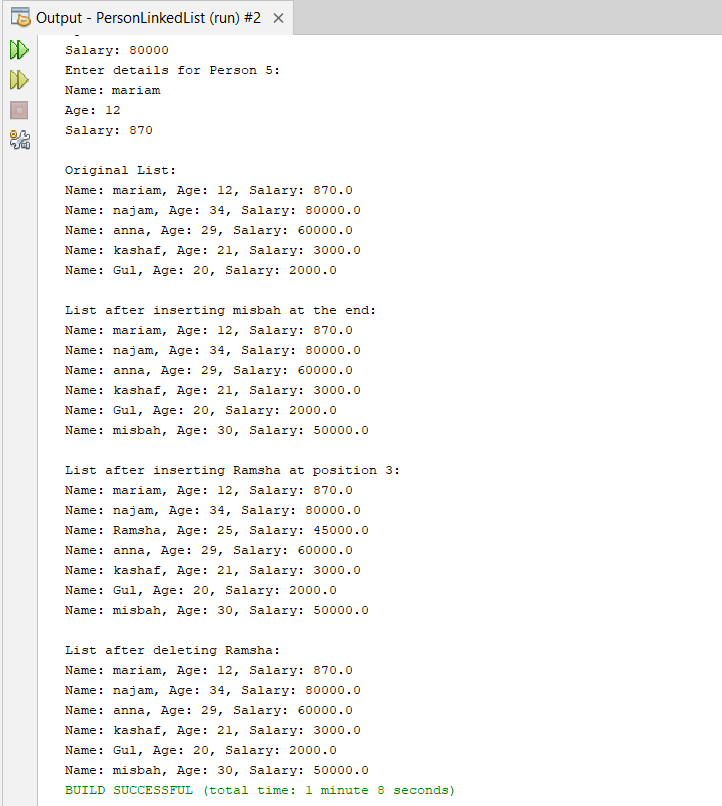 Output - PersonLinkedList (run) #2
Salary: 80000
Enter details for Person 5:
Name: mariam
Age: 12
Salary: 870
Original List:
Name: mariam, Age: 12, Salary: 870.0
Name: najam, Age: 34, Salary: 80000.0
Name: anna, Age: 29, Salary: 60000.0
Name: kashaf, Age: 21, Salary: 3000.0
Name: Gul, Age: 20, Salary: 2000.0
List after inserting misbah at the end:
Name: mariam, Age: 12, Salary: 870.0
Name: najam, Age: 34, Salary: 80000.0
Name: anna, Age: 29, Salary: 60000.0
Name: kashaf, Age: 21, Salary: 3000.0
Name: Gul, Age: 20, Salary: 2000.0
Name: misbah, Age: 30, Salary: 50000.0
List after inserting Ramsha at position 3:
Name: mariam, Age: 12, Salary: 870.0
Name: najam, Age: 34, Salary: 80000.0
Name: Ramsha, Age: 25, Salary: 45000.0
Name: anna, Age: 29, Salary: 60000.0
Name: kashaf, Age: 21, Salary: 3000.0
Name: Gul, Age: 20, Salary: 2000.0
Name: misbah, Age: 30, Salary: 50000.0
List after deleting Ramsha:
Name: mariam, Age: 12, Salary: 870.0
Name: najam, Age: 34, Salary: 80000.0
Name: anna, Age: 29, Salary: 60000.0
Name: kashaf, Age: 21, Salary: 3000.0
Name: Gul, Age: 20, Salary: 2000.0
Name: misbah, Age: 30, Salary: 50000.0
BUILD SUCCESSFUL (total time: 1 minute 8 seconds)